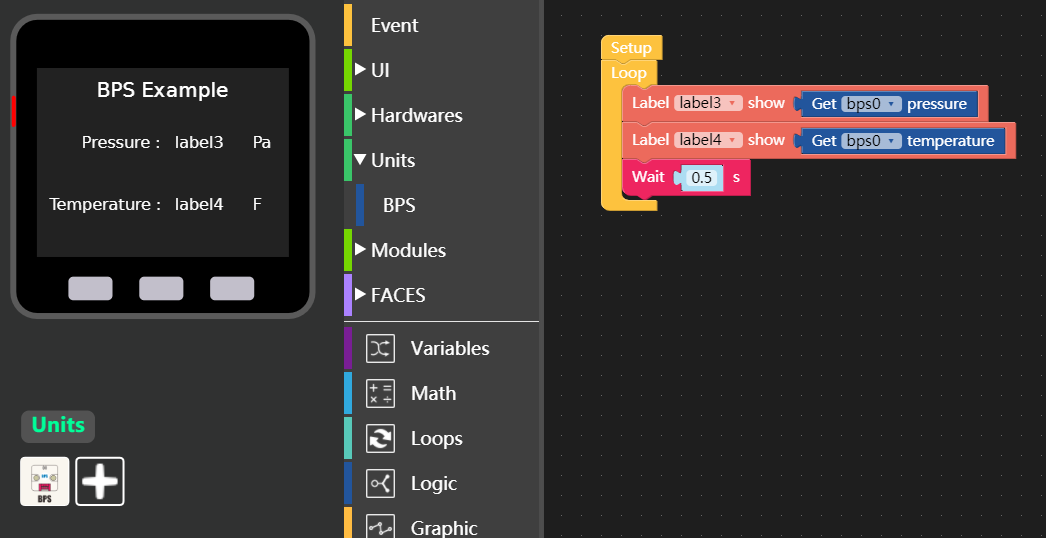 BPS Example
Pressure : label3 Pa
Temperature : label4 F
Units
BPS
Event
UI
Hardwares
Units
BPS
Modules
FACES
Variables
Math
Loops
Logic
Graphic
Setup
Loop
Label label3 show Get bps0 pressure
Label label4 show Get bps0 temperature
Wait 0.5 s